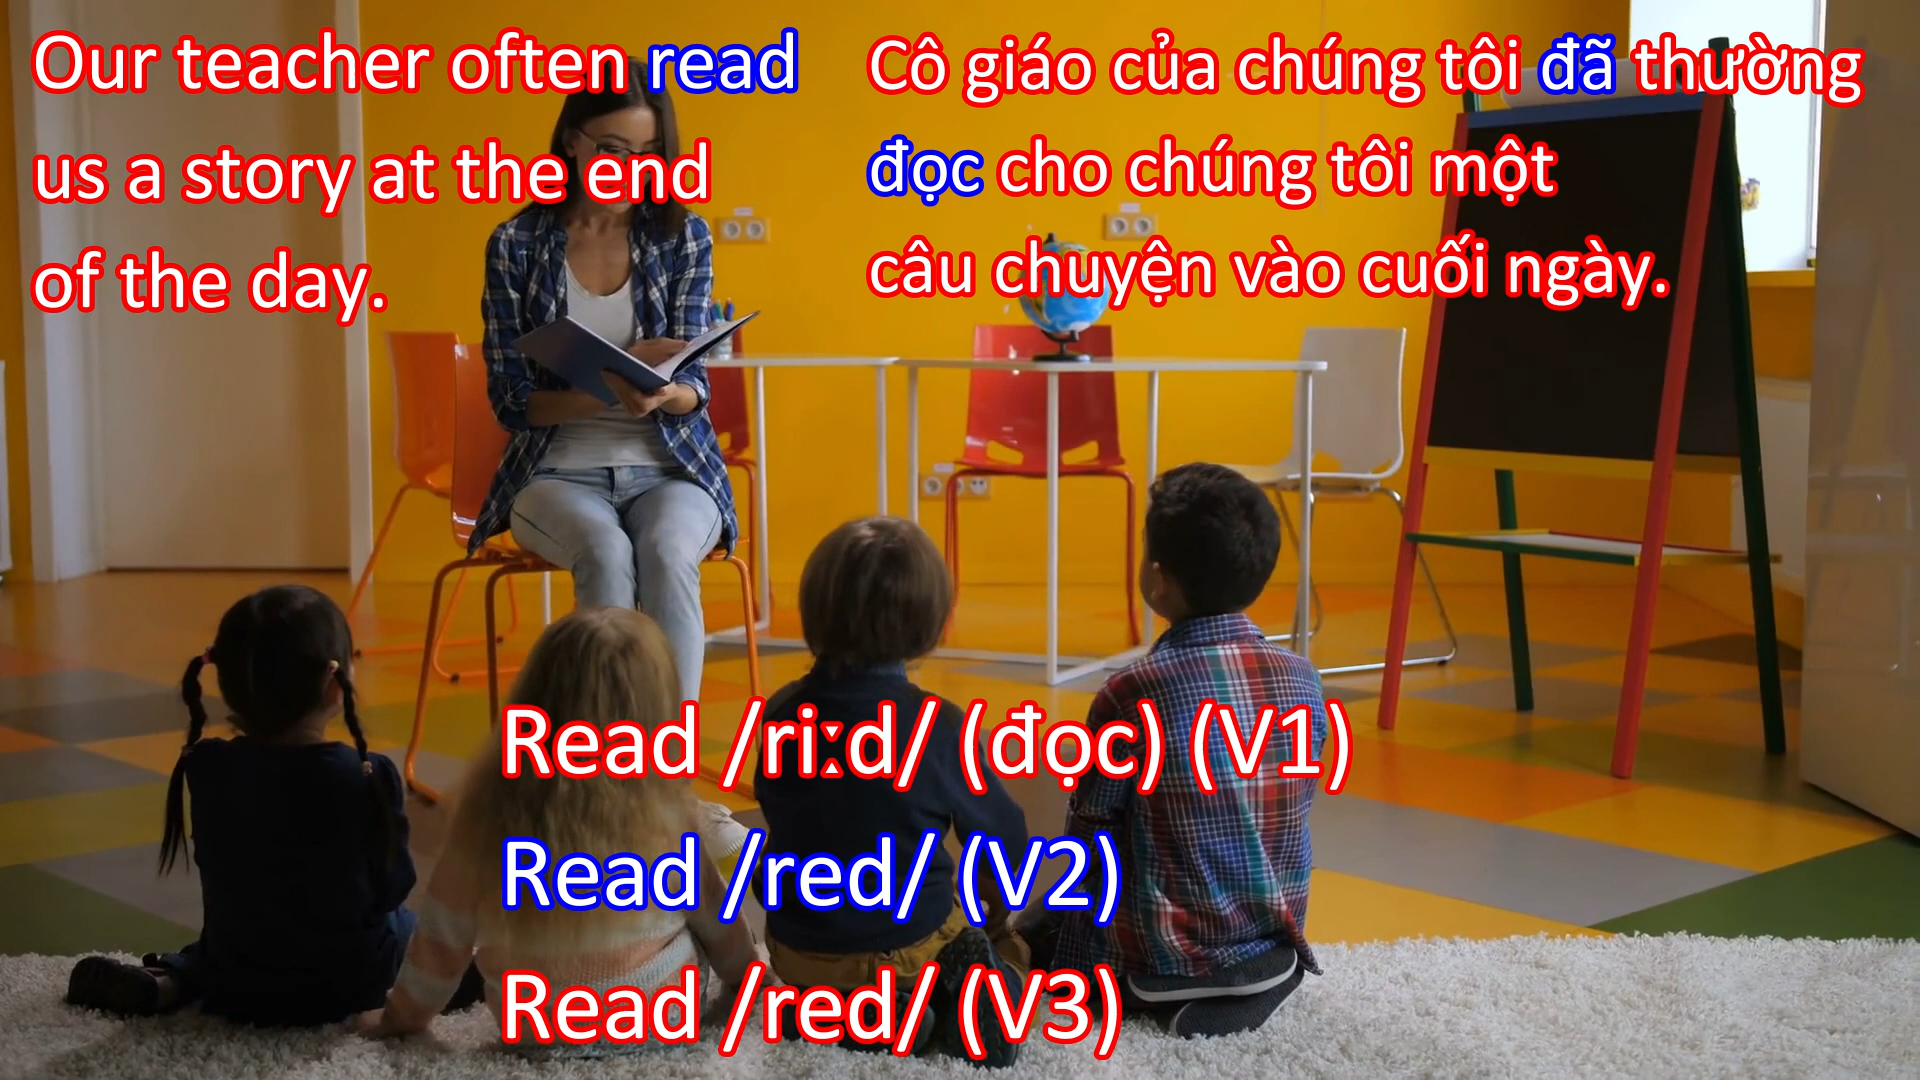 Our teacher often read
us a story at the end
of the day.
Cô giáo của chúng tôi đã thường
đọc cho chúng tôi một
câu chuyện vào cuối ngày.
Read /riːd/ (đọc) (V1)
Read /red/ (V2)
Read /red/ (V3)